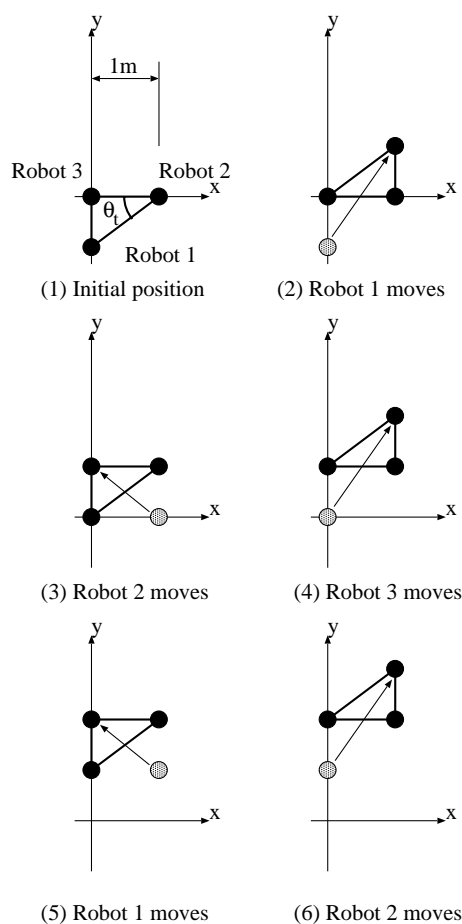 y
1m
Robot 3
Robot 2
x
θt
Robot 1
(1) Initial position
y
x
(2) Robot 1 moves
y
x
(3) Robot 2 moves
y
x
(4) Robot 3 moves
y
x
(5) Robot 1 moves
y
x
(6) Robot 2 moves